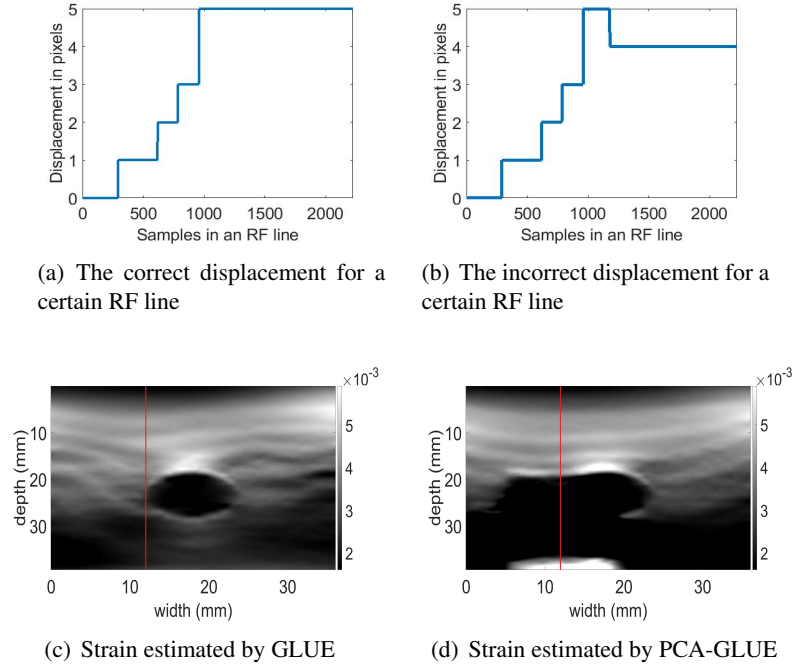 5
4
3
2
1
0
Displacement in pixels
0 500 1000 1500 2000
Samples in an RF line
5
4
3
2
1
0
Displacement in pixels
0 500 1000 1500 2000
Samples in an RF line
(a) The correct displacement for a
certain RF line
(b) The incorrect displacement for a
certain RF line
×10⁻³
10
20
30
depth (mm)
0 10 20 30
width (mm)
5
4
3
2
×10⁻³
10
20
30
depth (mm)
0 10 20 30
width (mm)
5
4
3
2
(c) Strain estimated by GLUE
(d) Strain estimated by PCA-GLUE